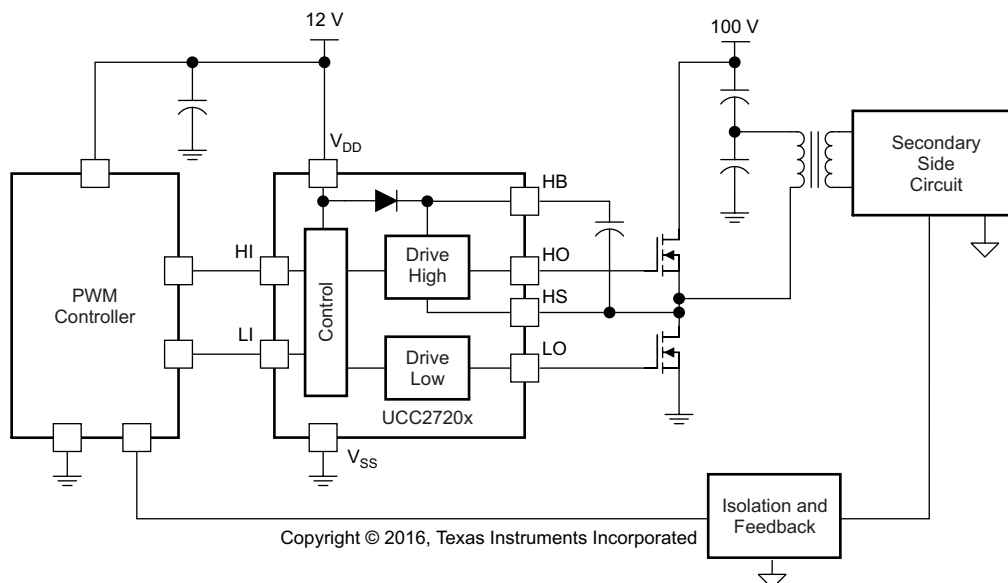 12 V
100 V
V_DD
HB
Secondary
Side
Circuit
HI
Drive
High
HO
PWM
Controller
Control
HS
LI
Drive
Low
LO
UCC2720x
V_SS
Isolation and
Feedback
Copyright © 2016, Texas Instruments Incorporated